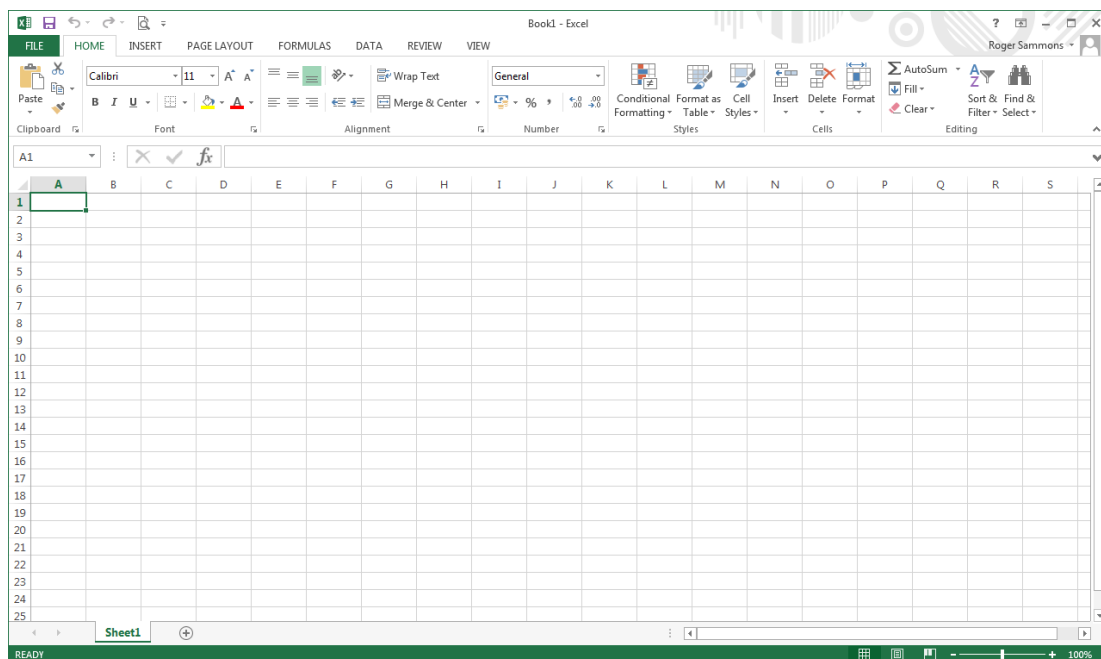 Book1 - Excel
?
FILE HOME INSERT PAGE LAYOUT FORMULAS DATA REVIEW VIEW Roger Sammons
Calibri 11 A A Wrap Text General AutoSum
Paste B I U A Merge & Center % , .0 .00 Conditional Format as Cell Insert Delete Format Fill Sort & Find &
Formatting Table Styles Clear Filter Select
Clipboard Font Alignment Number Styles Cells Editing
A1 fx
A B C D E F G H I J K L M N O P Q R S
1
2
3
4
5
6
7
8
9
10
11
12
13
14
15
16
17
18
19
20
21
22
23
24
25
Sheet1
READY 100%